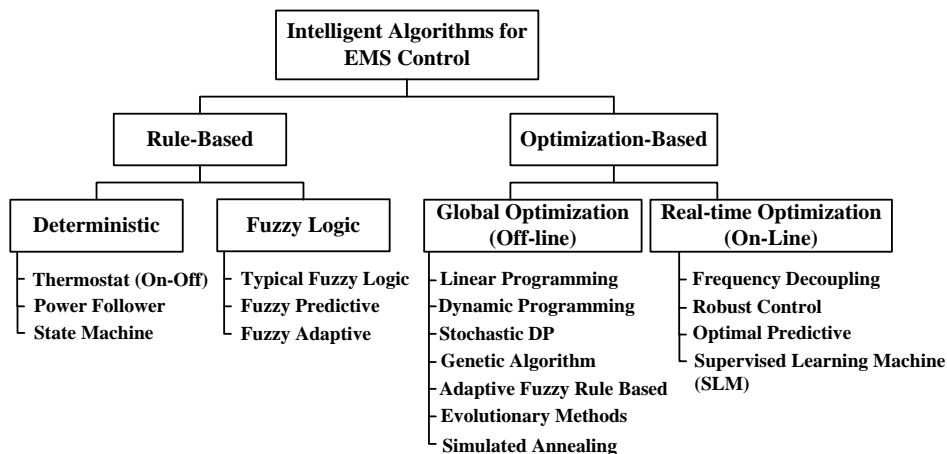 Intelligent Algorithms for
EMS Control
Rule-Based
Optimization-Based
Deterministic
Fuzzy Logic
Global Optimization
(Off-line)
Real-time Optimization
(On-Line)
Thermostat (On-Off)
Power Follower
State Machine
Typical Fuzzy Logic
Fuzzy Predictive
Fuzzy Adaptive
Linear Programming
Dynamic Programming
Stochastic DP
Genetic Algorithm
Adaptive Fuzzy Rule Based
Evolutionary Methods
Simulated Annealing
Frequency Decoupling
Robust Control
Optimal Predictive
Supervised Learning Machine
(SLM)